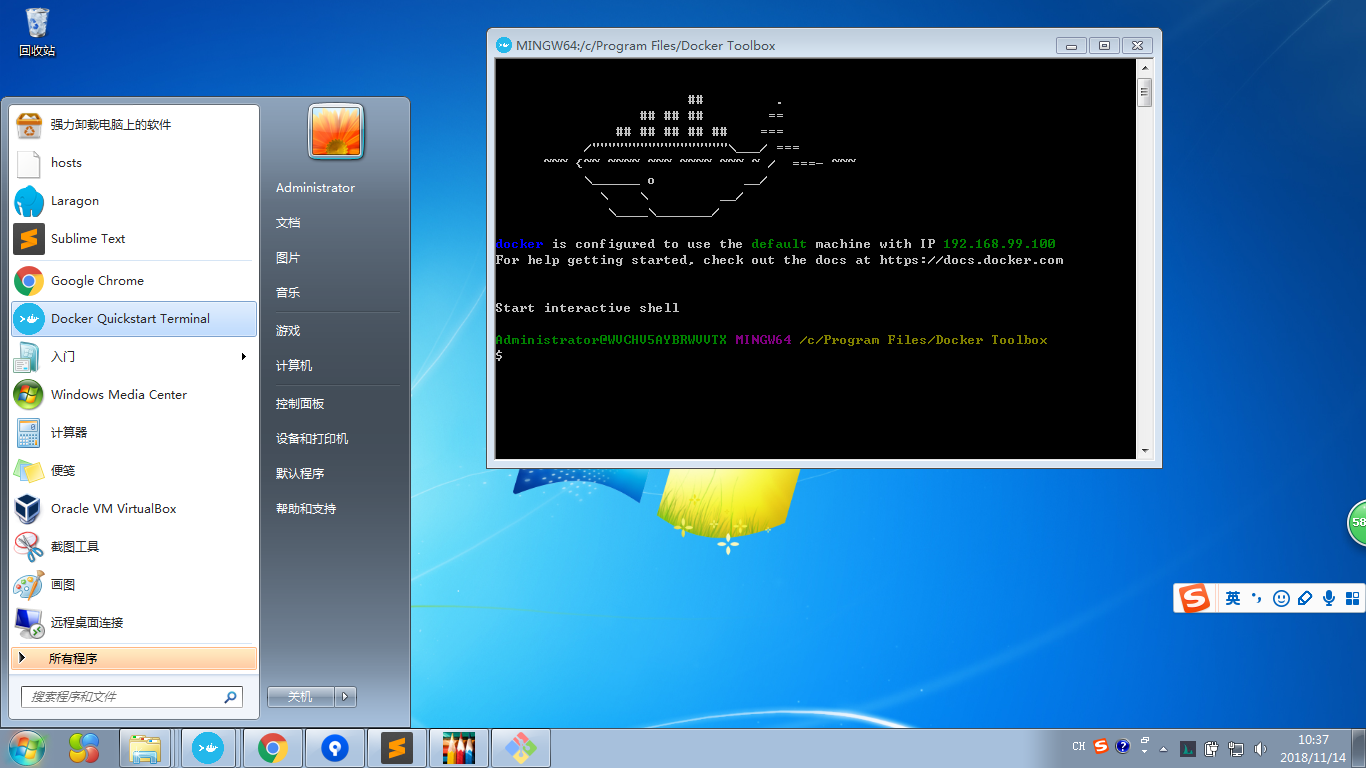 回收站
强力卸载电脑上的软件
hosts
Laragon
Sublime Text
Google Chrome
Docker Quickstart Terminal
入门
Windows Media Center
计算器
便笺
Oracle VM VirtualBox
截图工具
画图
远程桌面连接
所有程序
搜索程序和文件
Administrator
文档
图片
音乐
游戏
计算机
控制面板
设备和打印机
默认程序
帮助和支持
关机
MINGW64:/c/Program Files/Docker Toolbox
docker is configured to use the default machine with IP 192.168.99.100
For help getting started, check out the docs at https://docs.docker.com
Start interactive shell
Administrator@WVCHV5AYBRWVVTX MINGW64 /c/Program Files/Docker Toolbox
$
58
英
CH
10:37
2018/11/14